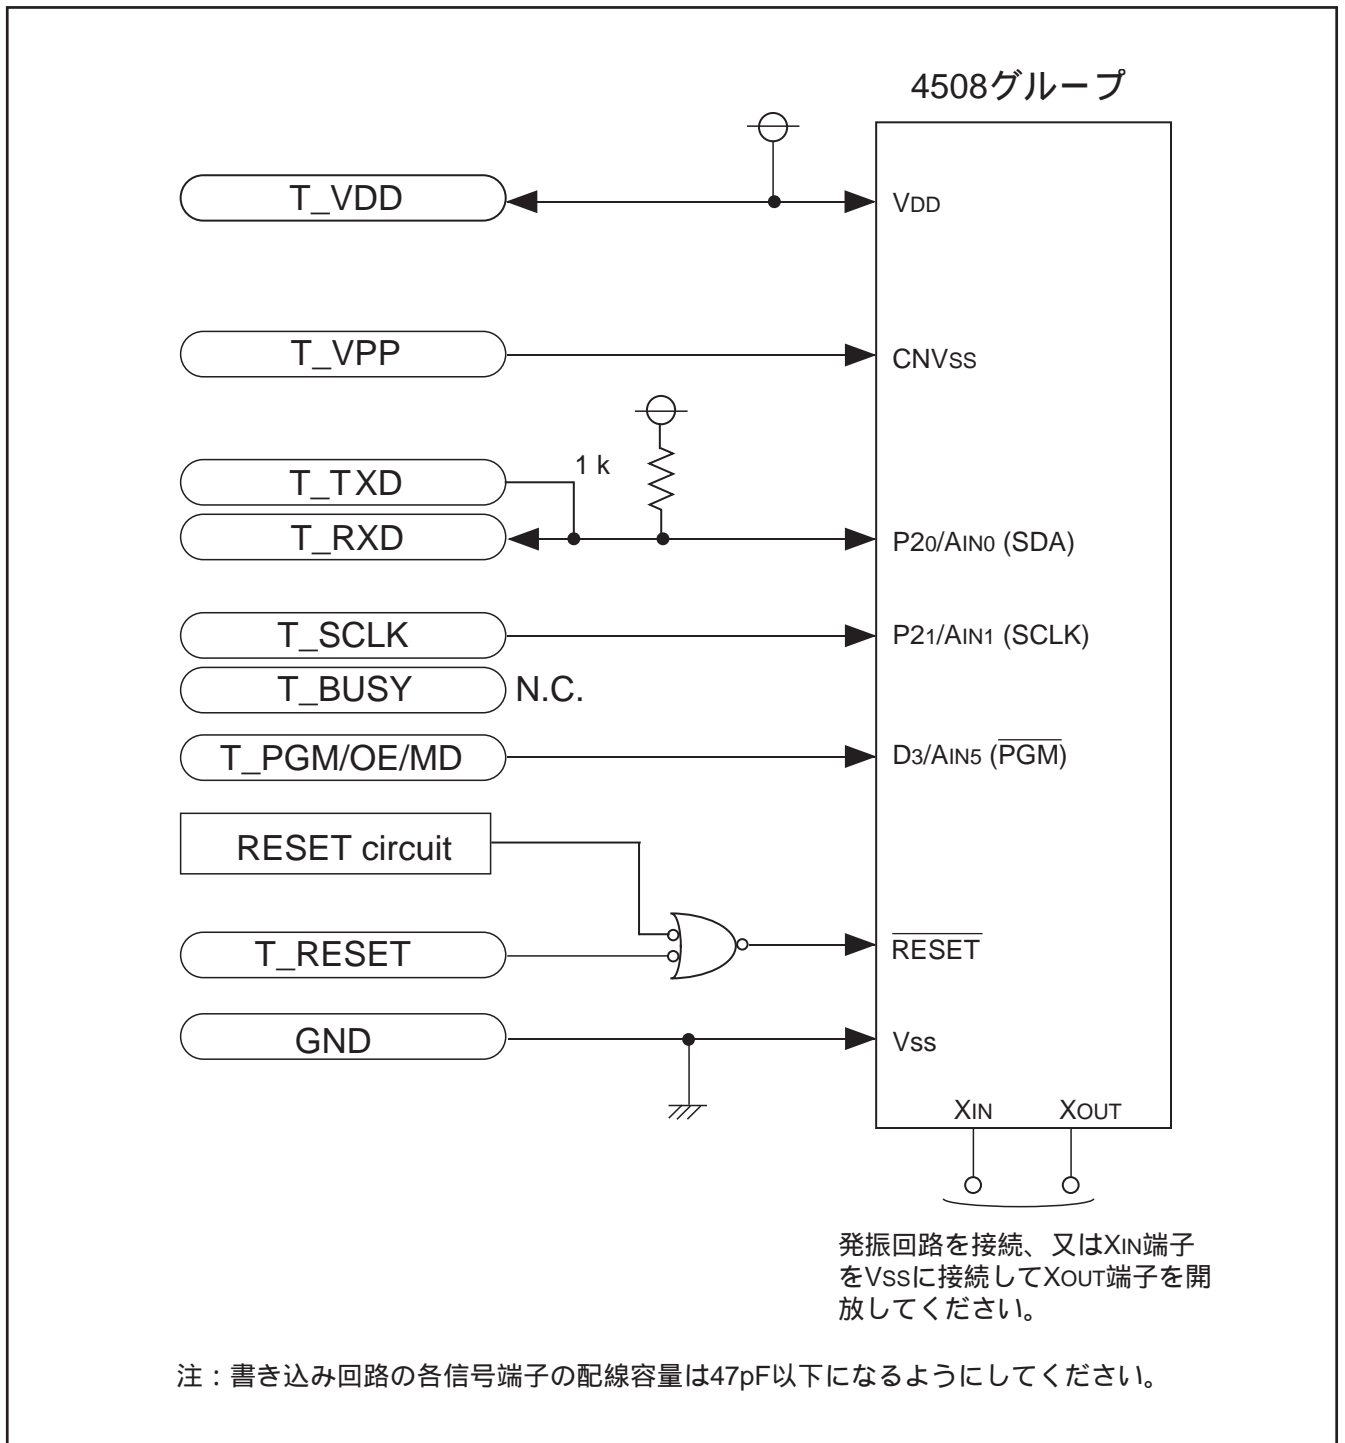 4508グループ
T_VDD
VDD
T_VPP
CNVSS
T_TXD
1 k
T_RXD
P20/AIN0 (SDA)
T_SCLK
P21/AIN1 (SCLK)
T_BUSY N.C.
T_PGM/OE/MD
D3/AIN5 (PGM)
RESET circuit
T_RESET
RESET
GND
Vss
XIN XOUT
発振回路を接続、又はXIN端子
をVSSに接続してXOUT端子を開
放してください。
注：書き込み回路の各信号端子の配線容量は47pF以下になるようにしてください。